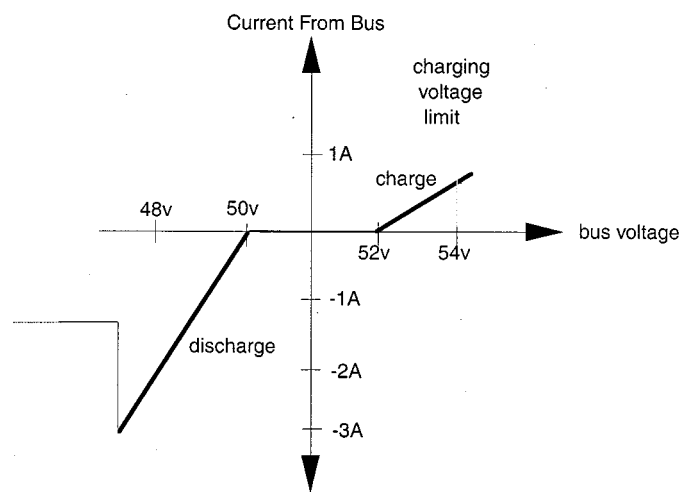 Current From Bus
charging
voltage
limit
1A
charge
48v
50v
bus voltage
52v
54v
-1A
discharge
-2A
-3A